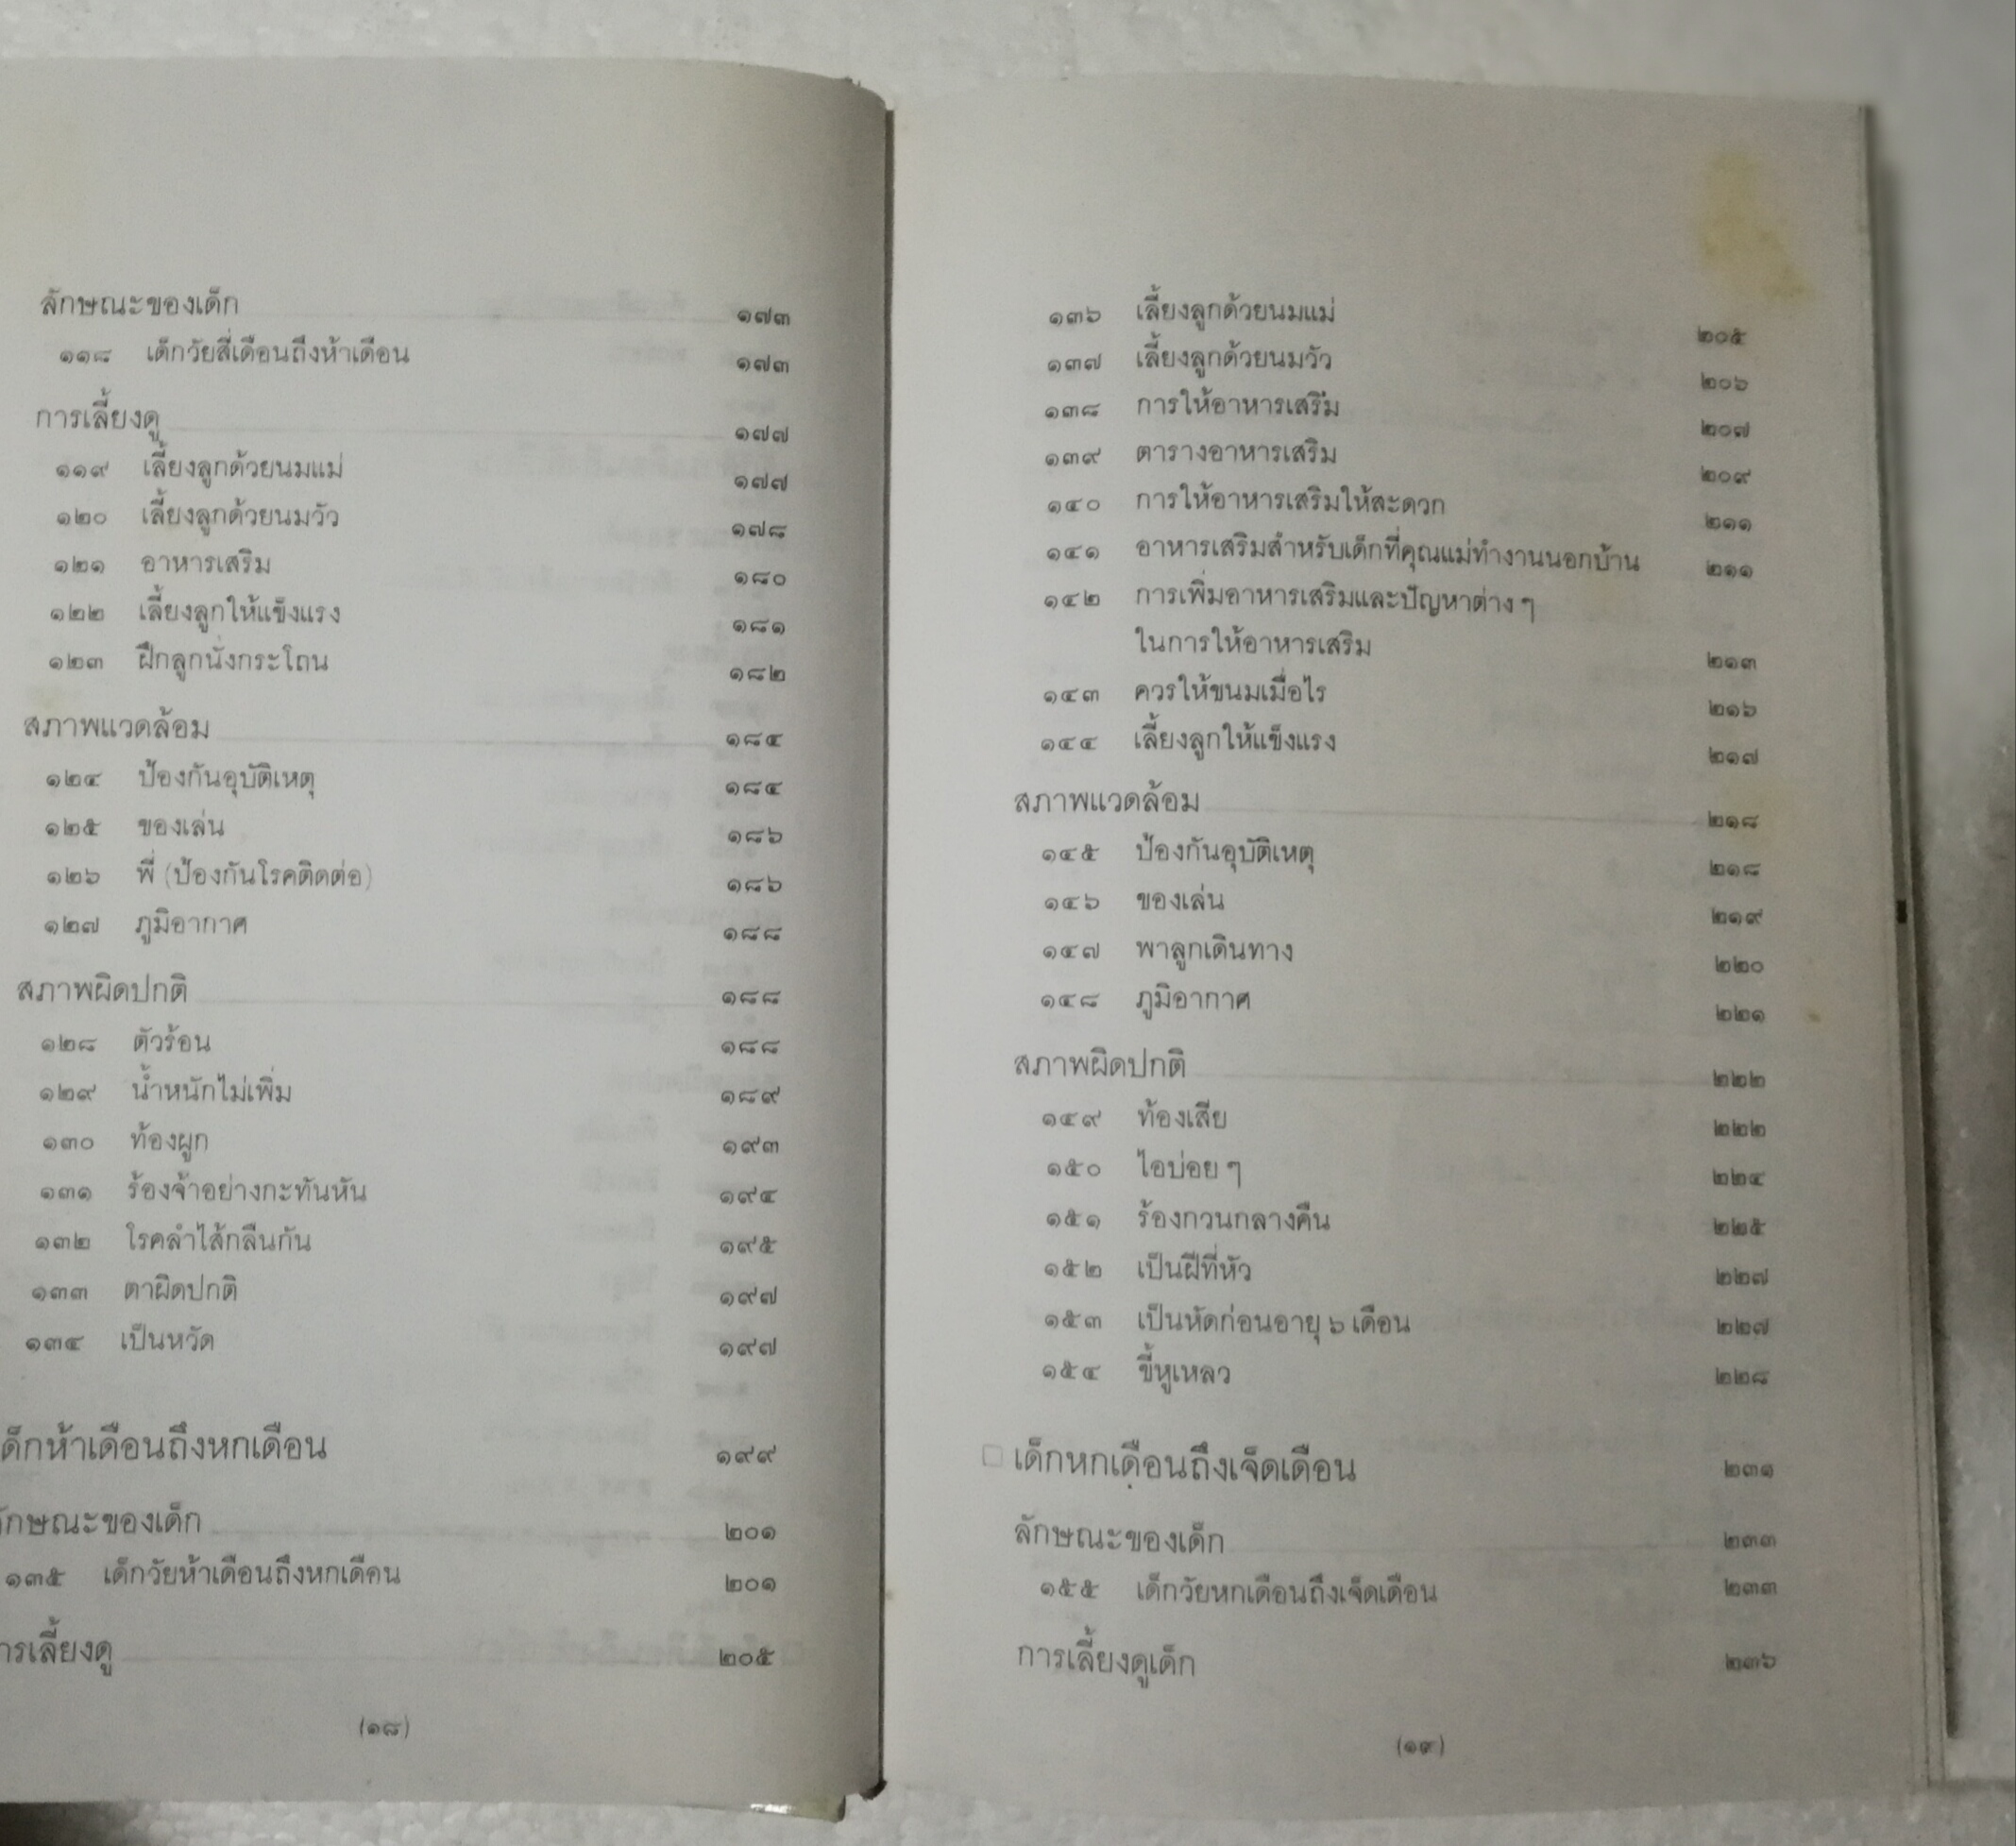 ลักษณะของเด็ก ๑๗๓
๑๑๘ เด็กวัยสี่เดือนถึงห้าเดือน ๑๗๓
การเลี้ยงดู ๑๗๗
๑๑๙ เลี้ยงลูกด้วยนมแม่ ๑๗๗
๑๒๐ เลี้ยงลูกด้วยนมวัว ๑๗๘
๑๒๑ อาหารเสริม ๑๘๐
๑๒๒ เลี้ยงลูกให้แข็งแรง ๑๘๑
๑๒๓ ฝึกลูกนั่งกระโถน ๑๘๒
สภาพแวดล้อม ๑๘๔
๑๒๔ ป้องกันอุบัติเหตุ ๑๘๔
๑๒๕ ของเล่น ๑๘๖
๑๒๖ พี่ (ป้องกันโรคติดต่อ) ๑๘๖
๑๒๗ ภูมิอากาศ ๑๘๘
สภาพผิดปกติ ๑๘๘
๑๒๘ ตัวร้อน ๑๘๘
๑๒๙ น้ำหนักไม่เพิ่ม ๑๘๙
๑๓๐ ท้องผูก ๑๙๓
๑๓๑ ร้องจ้าอย่างกะทันหัน ๑๙๔
๑๓๒ โรคลำไส้กลืนกัน ๑๙๕
๑๓๓ ตาผิดปกติ ๑๙๗
๑๓๔ เป็นหวัด ๑๙๗
ด็กห้าเดือนถึงหกเดือน ๑๙๙
ักษณะของเด็ก ๒๐๑
๑๓๕ เด็กวัยห้าเดือนถึงหกเดือน ๒๐๑
ารเลี้ยงดู ๒๐๕
(๑๘)
๑๓๖ เลี้ยงลูกด้วยนมแม่ ๒๐๕
๑๓๗ เลี้ยงลูกด้วยนมวัว ๒๐๖
๑๓๘ การให้อาหารเสริม ๒๐๗
๑๓๙ ตารางอาหารเสริม ๒๐๙
๑๔๐ การให้อาหารเสริมให้สะดวก ๒๑๑
๑๔๑ อาหารเสริมสำหรับเด็กที่คุณแม่ทำงานนอกบ้าน ๒๑๑
๑๔๒ การเพิ่มอาหารเสริมและปัญหาต่าง ๆ
ในการให้อาหารเสริม ๒๑๓
๑๔๓ ควรให้ขนมเมื่อไร ๒๑๖
๑๔๔ เลี้ยงลูกให้แข็งแรง ๒๑๗
สภาพแวดล้อม ๒๑๘
๑๔๕ ป้องกันอุบัติเหตุ ๒๑๘
๑๔๖ ของเล่น ๒๑๙
๑๔๗ พาลูกเดินทาง ๒๒๐
๑๔๘ ภูมิอากาศ ๒๒๑
สภาพผิดปกติ ๒๒๒
๑๔๙ ท้องเสีย ๒๒๒
๑๕๐ ไอบ่อย ๆ ๒๒๔
๑๕๑ ร้องกวนกลางคืน ๒๒๕
๑๕๒ เป็นฝีที่หัว ๒๒๗
๑๕๓ เป็นหัดก่อนอายุ ๖ เดือน ๒๒๗
๑๕๔ ขี้หูเหลว ๒๒๘
เด็กหกเดือนถึงเจ็ดเดือน ๒๓๑
ลักษณะของเด็ก ๒๓๓
๑๕๕ เด็กวัยหกเดือนถึงเจ็ดเดือน ๒๓๓
การเลี้ยงดูเด็ก ๒๓๖
(๑๙)